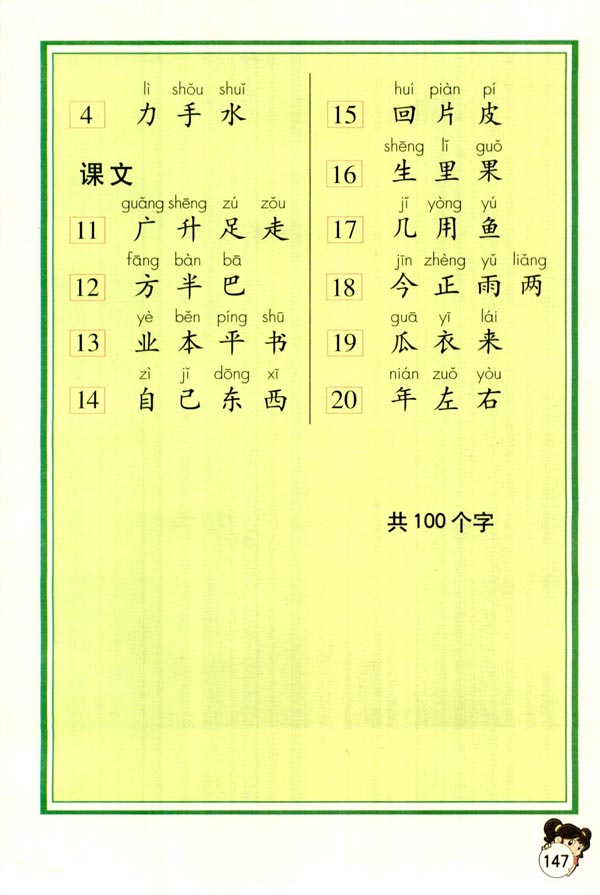 lì shǒu shuǐ
4 力 手 水
课文
guǎng shēng zú zǒu
11 广 升 足 走
fāng bàn bā
12 方 半 巴
yè běn píng shū
13 业 本 平 书
zì jǐ dōng xī
14 自 己 东 西
huí piàn pí
15 回 片 皮
shēng lǐ guǒ
16 生 里 果
jǐ yòng yú
17 几 用 鱼
jīn zhèng yǔ liǎng
18 今 正 雨 两
guā yī lái
19 瓜 衣 来
nián zuǒ yòu
20 年 左 右
共100个字
147